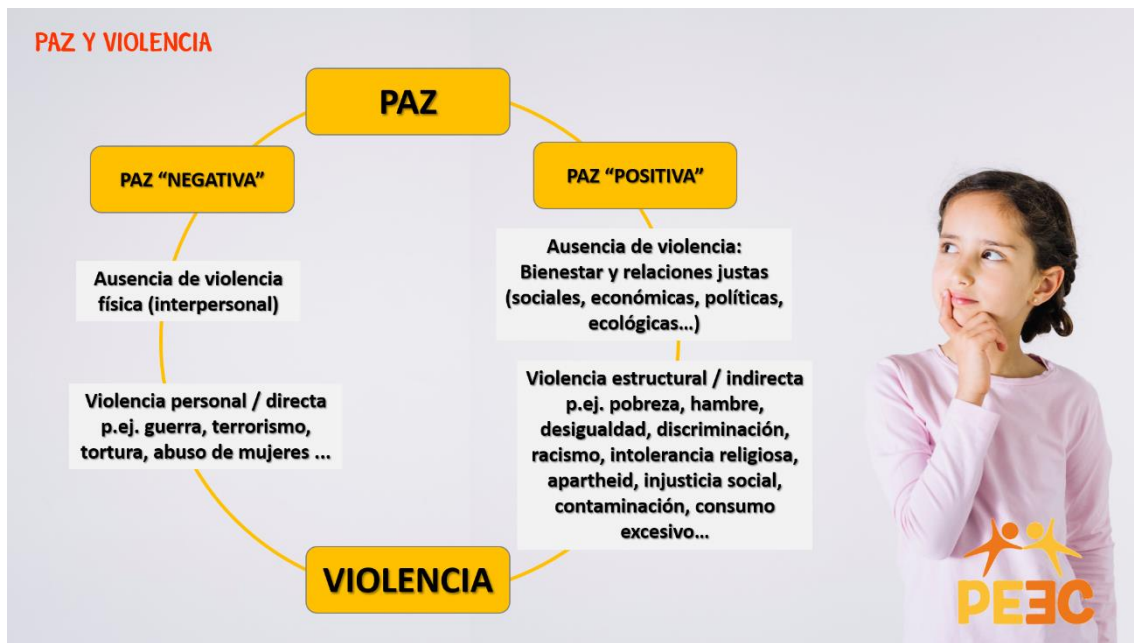 PAZ Y VIOLENCIA
PAZ
PAZ “NEGATIVA”
PAZ “POSITIVA”
Ausencia de violencia
física (interpersonal)
Ausencia de violencia:
Bienestar y relaciones justas
(sociales, económicas, políticas,
ecológicas…)
Violencia personal / directa
p.ej. guerra, terrorismo,
tortura, abuso de mujeres ...
Violencia estructural / indirecta
p.ej. pobreza, hambre,
desigualdad, discriminación,
racismo, intolerancia religiosa,
apartheid, injusticia social,
contaminación, consumo
excesivo…
VIOLENCIA
PEEC